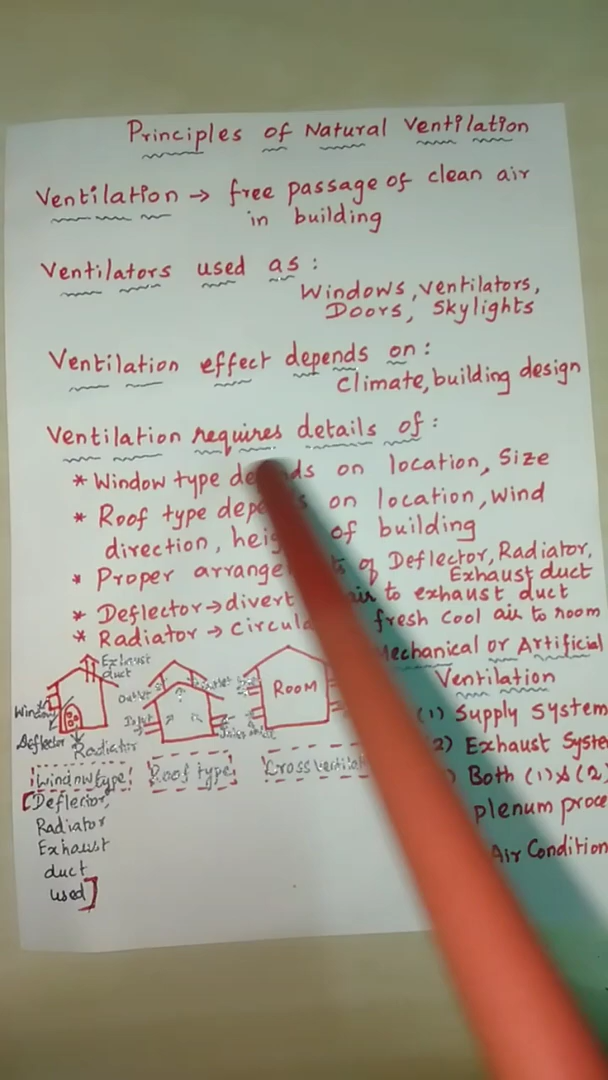 Principles of Natural Ventilation
Ventilation → free passage of clean air
in building
Ventilators used as :
Windows, ventilators,
Doors, Skylights
Ventilation effect depends on :
Climate, building design
Ventilation requires details of :
* Window type depends on location, Size
* Roof type depe on location, wind
direction, heig of building
* Proper arrange ts of Deflector, Radiator,
Exhaust duct
* Deflector → divert air to exhaust duct
* Radiator → circula fresh cool air to room
Mechanical or Artificial
Ventilation
(1) Supply System
2) Exhaust Syste
) Both (1) & (2)
plenum proce
Air Condition
Exhaust
duct
Window
Deflector
Radiator
Window type
[Deflector,
Radiator
Exhaust
duct
used]
Roof type
ROOM
Cross ventilat